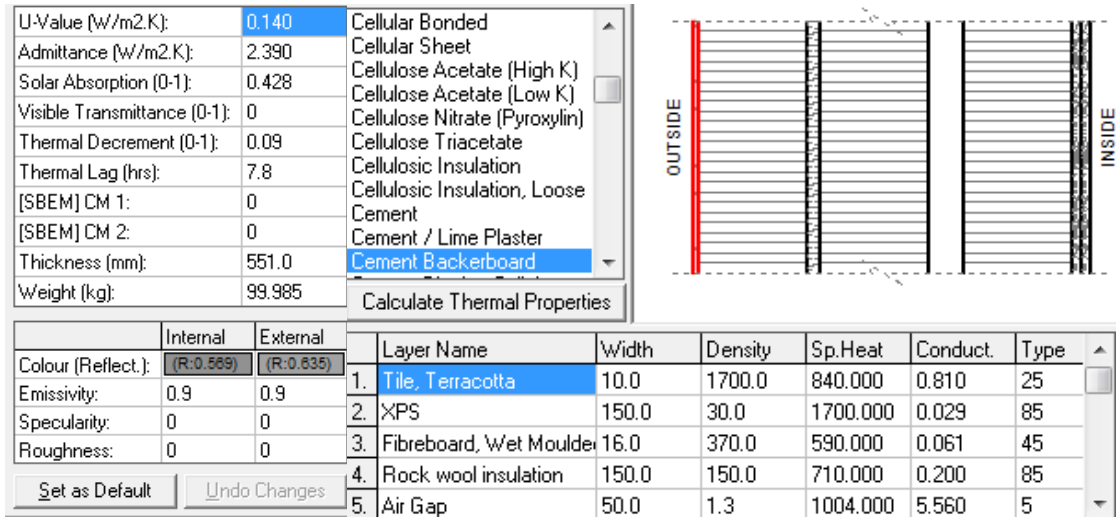 U-Value (W/m2.K): 0.140
Admittance (W/m2.K): 2.390
Solar Absorption (0-1): 0.428
Visible Transmittance (0-1): 0
Thermal Decrement (0-1): 0.09
Thermal Lag (hrs): 7.8
[SBEM] CM 1: 0
[SBEM] CM 2: 0
Thickness (mm): 551.0
Weight (kg): 99.985
Internal External
Colour (Reflect.): (R:0.569) (R:0.635)
Emissivity: 0.9 0.9
Specularity: 0 0
Roughness: 0 0
Set as Default Undo Changes
Cellular Bonded
Cellular Sheet
Cellulose Acetate (High K)
Cellulose Acetate (Low K)
Cellulose Nitrate (Pyroxylin)
Cellulose Triacetate
Cellulosic Insulation
Cellulosic Insulation, Loose
Cement
Cement / Lime Plaster
Cement Backerboard
Calculate Thermal Properties
OUTSIDE
INSIDE
Layer Name Width Density Sp.Heat Conduct. Type
1. Tile, Terracotta 10.0 1700.0 840.000 0.810 25
2. XPS 150.0 30.0 1700.000 0.029 85
3. Fibreboard, Wet Moulde 16.0 370.0 590.000 0.061 45
4. Rock wool insulation 150.0 150.0 710.000 0.200 85
5. Air Gap 50.0 1.3 1004.000 5.560 5